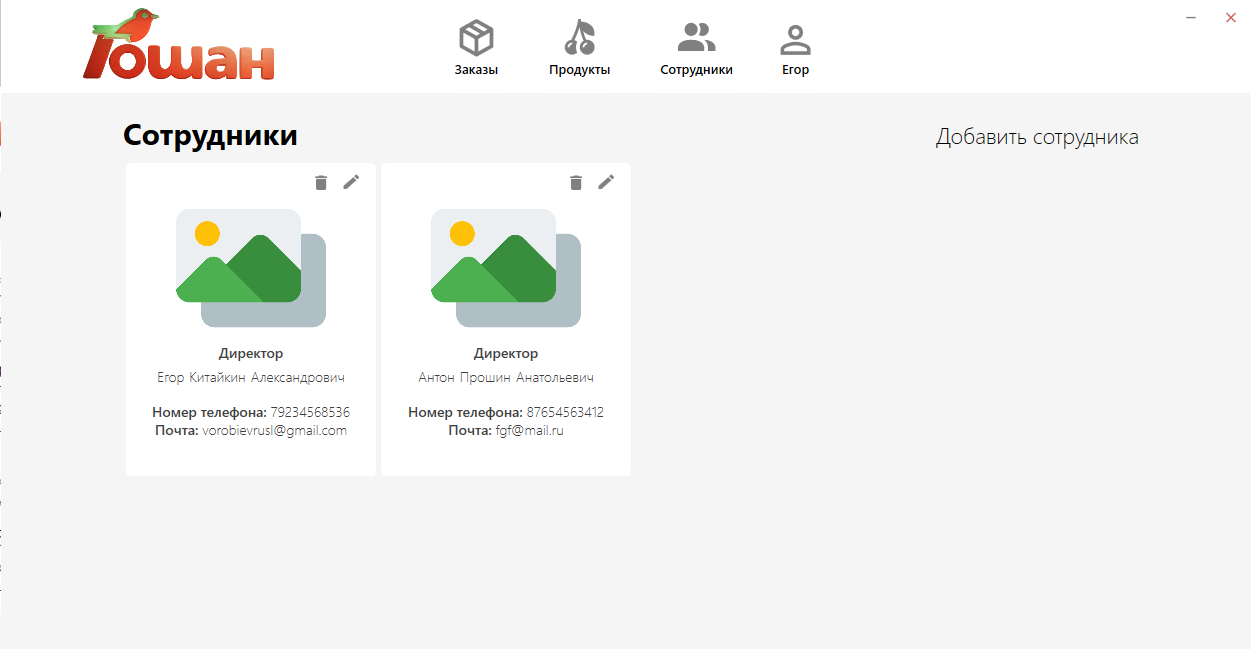 Гошан
Заказы
Продукты
Сотрудники
Егор
Сотрудники
Добавить сотрудника
Директор
Егор Китайкин Александрович
Номер телефона: 79234568536
Почта: vorobievrusl@gmail.com
Директор
Антон Прошин Анатольевич
Номер телефона: 87654563412
Почта: fgf@mail.ru